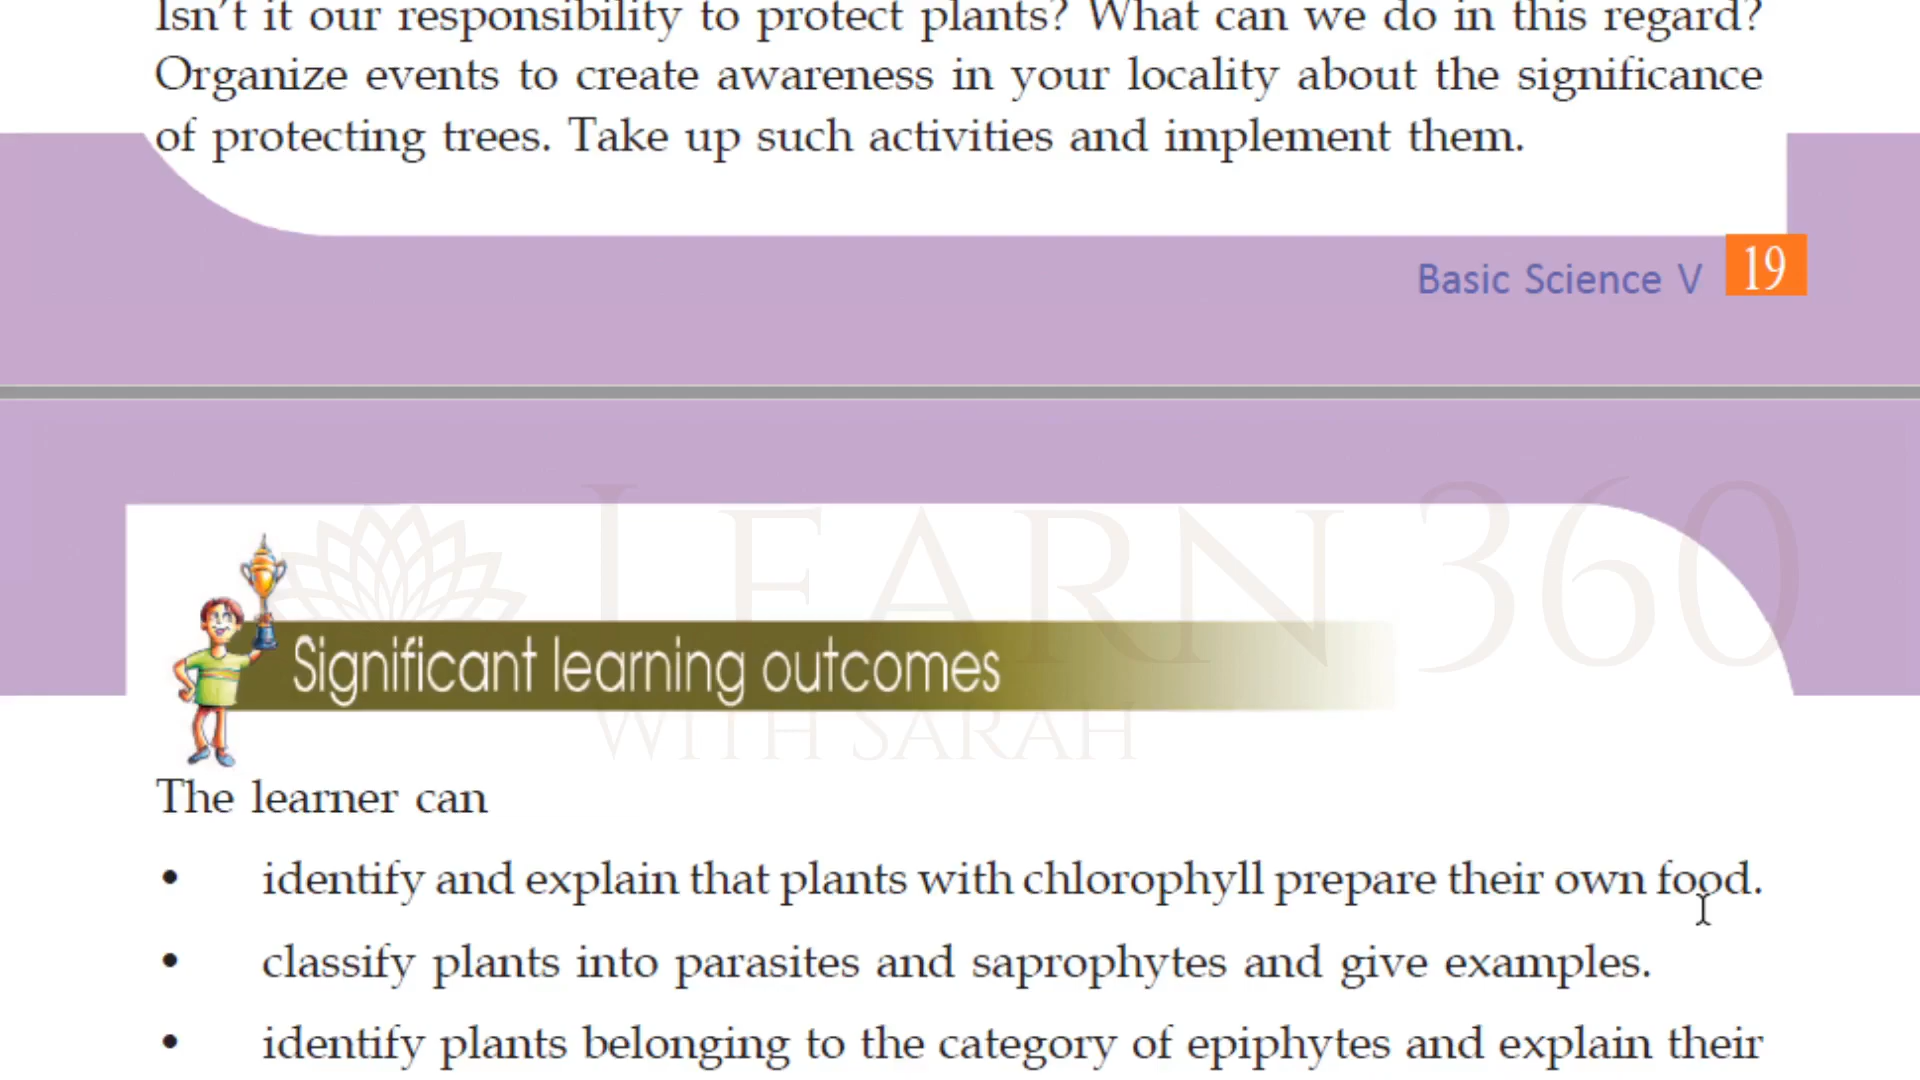 Isn't it our responsibility to protect plants? What can we do in this regard?
Organize events to create awareness in your locality about the significance
of protecting trees. Take up such activities and implement them.
Basic Science V 19
LEARN 360
Significant learning outcomes
WITH SARAH
The learner can
• identify and explain that plants with chlorophyll prepare their own food.
• classify plants into parasites and saprophytes and give examples.
• identify plants belonging to the category of epiphytes and explain their